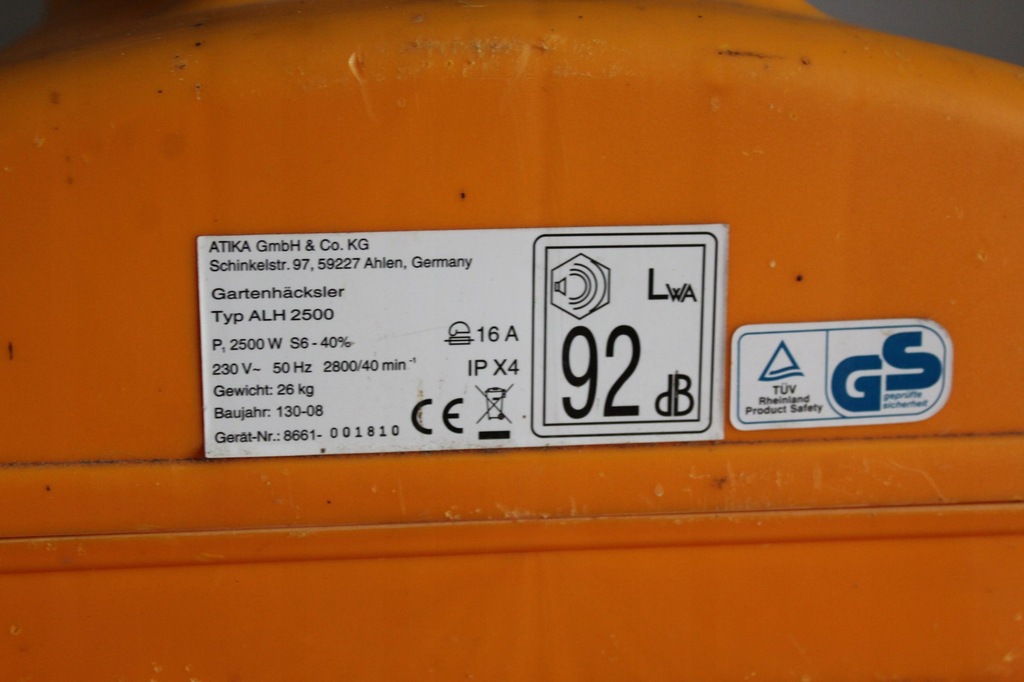 ATIKA GmbH & Co. KG
Schinkelstr. 97, 59227 Ahlen, Germany
Gartenhäcksler
Typ ALH 2500
P, 2500 W S6 - 40%
230 V~ 50 Hz 2800/40 min⁻¹
Gewicht: 26 kg
Baujahr: 130-08
Gerät-Nr.: 8661- 001810
16 A
IP X4
CE
LWA
92
dB
TÜV
Rheinland
Product Safety
GS
geprüfte
sicherheit